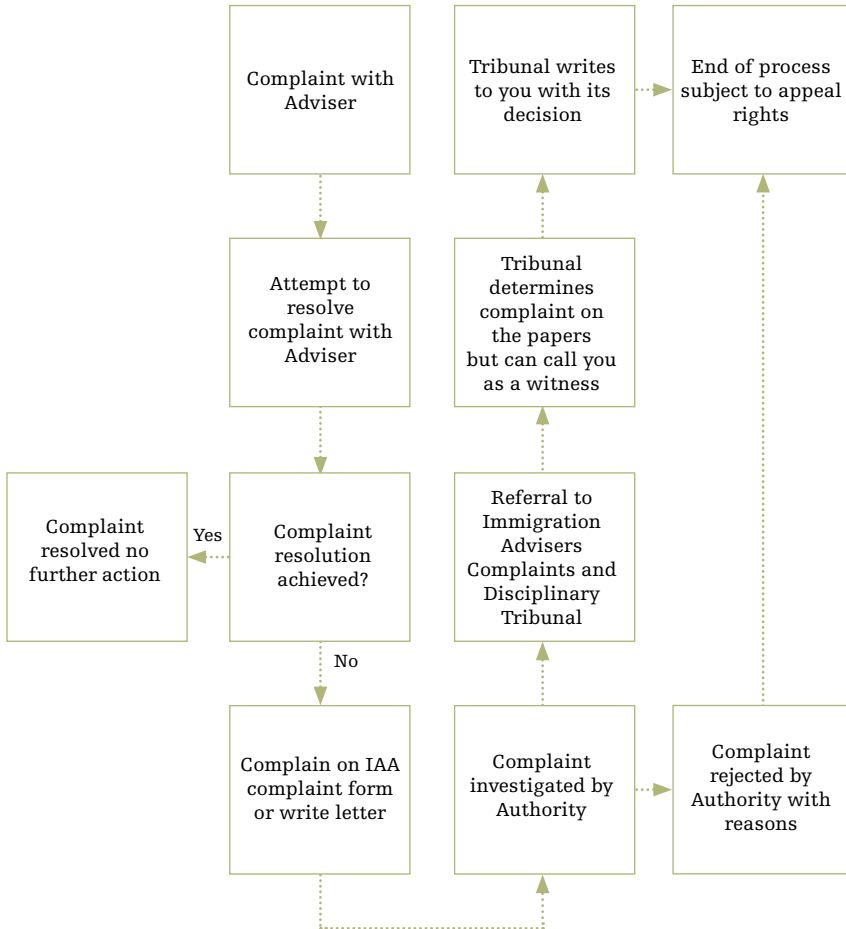 Complaint with
Adviser
Attempt to
resolve
complaint with
Adviser
Complaint
resolution
achieved?
Yes
Complaint
resolved no
further action
No
Complain on IAA
complaint form
or write letter
Complaint
investigated by
Authority
Referral to
Immigration
Advisers
Complaints and
Disciplinary
Tribunal
Tribunal
determines
complaint on
the papers
but can call you
as a witness
Tribunal writes
to you with its
decision
Complaint
rejected by
Authority with
reasons
End of process
subject to appeal
rights